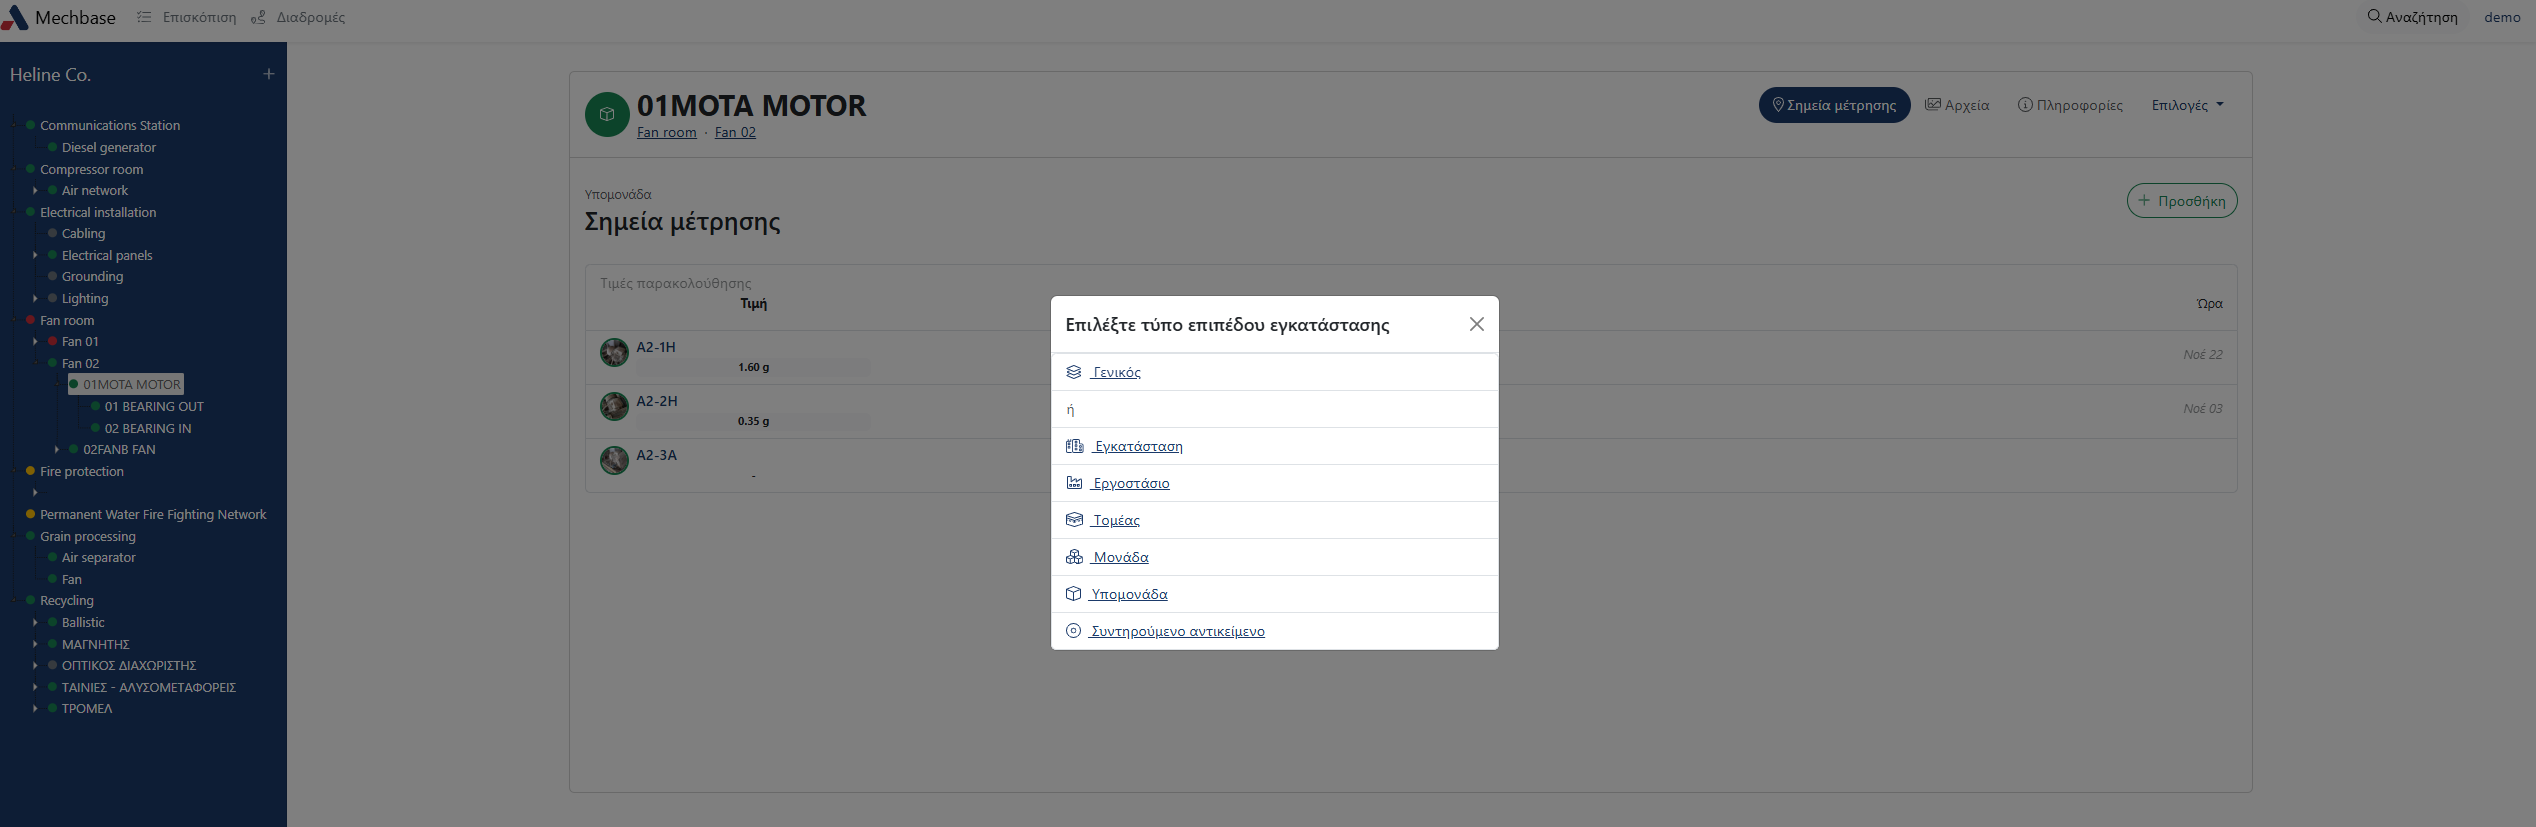 Mechbase Επισκόπιση Διαδρομές Αναζήτηση demo
Heline Co.
Communications Station
Diesel generator
Compressor room
Air network
Electrical installation
Cabling
Electrical panels
Grounding
Lighting
Fan room
Fan 01
Fan 02
01MOTA MOTOR
01 BEARING OUT
02 BEARING IN
02FANB FAN
Fire protection
-
Permanent Water Fire Fighting Network
Grain processing
Air separator
Fan
Recycling
Ballistic
ΜΑΓΝΗΤΗΣ
ΟΠΤΙΚΟΣ ΔΙΑΧΩΡΙΣΤΗΣ
ΤΑΙΝΙΕΣ - ΑΛΥΣΟΜΕΤΑΦΟΡΕΙΣ
ΤΡΟΜΕΛ
01MOTA MOTOR
Fan room · Fan 02
Σημεία μέτρησης Αρχεία Πληροφορίες Επιλογές
Υπομονάδα
Σημεία μέτρησης
Προσθήκη
Τιμές παρακολούθησης
Τιμή Ώρα
A2-1H
1.60 g Νοέ 22
A2-2H
0.35 g Νοέ 03
A2-3A
-
Επιλέξτε τύπο επιπέδου εγκατάστασης
Γενικός
ή
Εγκατάσταση
Εργοστάσιο
Τομέας
Μονάδα
Υπομονάδα
Συντηρούμενο αντικείμενο